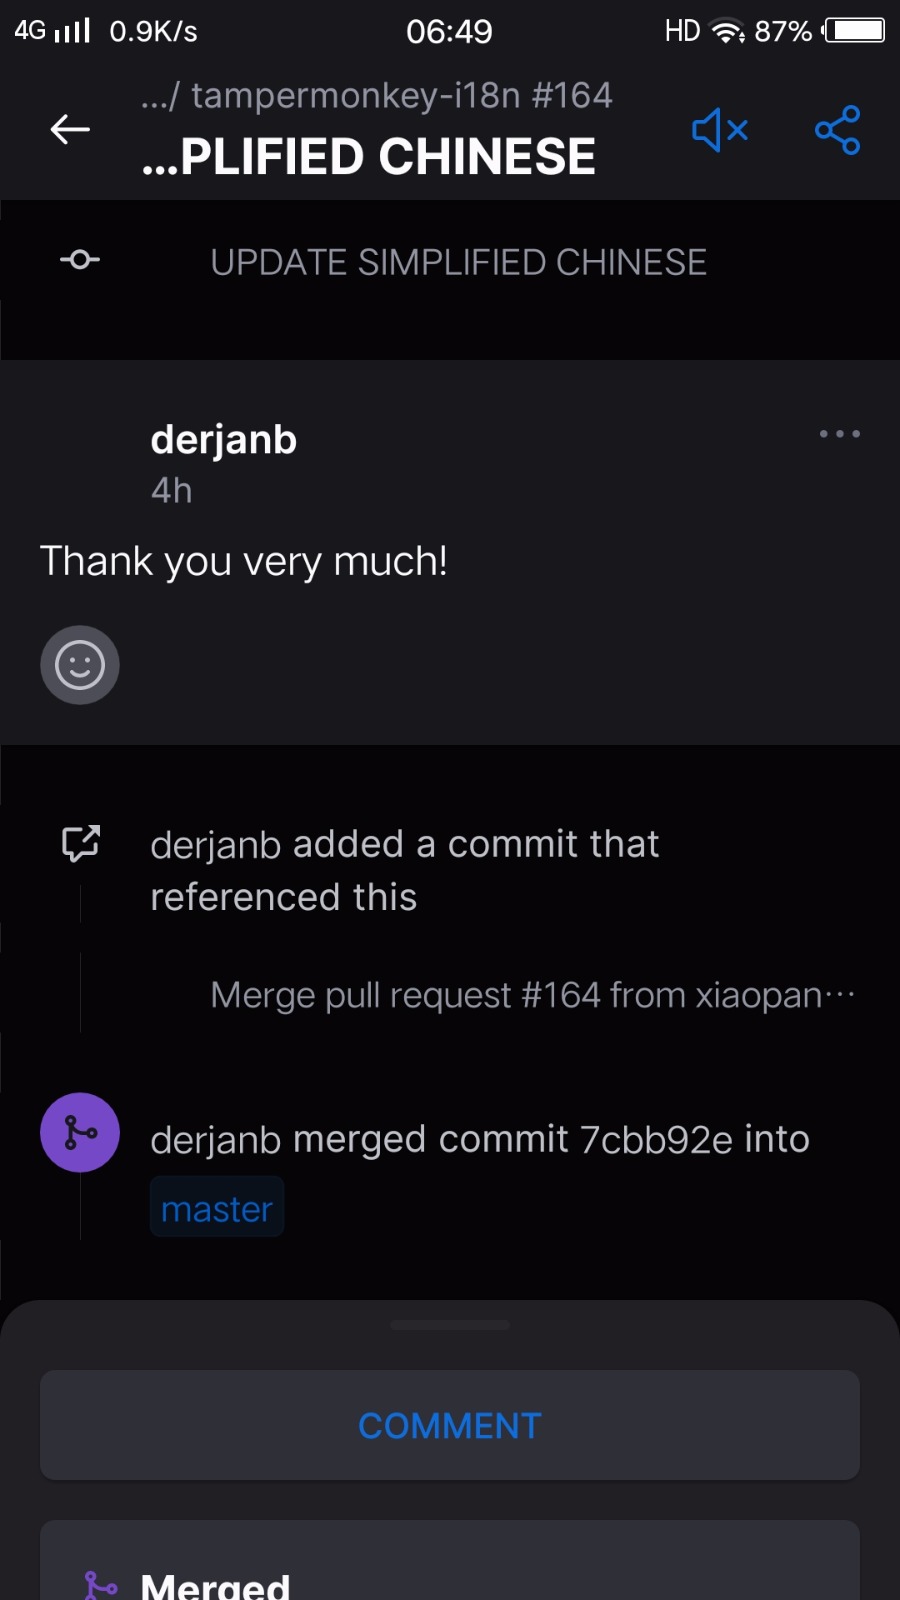 4G 0.9K/s 06:49 HD 87%
.../ tampermonkey-i18n #164
...PLIFIED CHINESE
UPDATE SIMPLIFIED CHINESE
derjanb
4h
Thank you very much!
derjanb added a commit that
referenced this
Merge pull request #164 from xiaopan···
derjanb merged commit 7cbb92e into
master
COMMENT
Merged